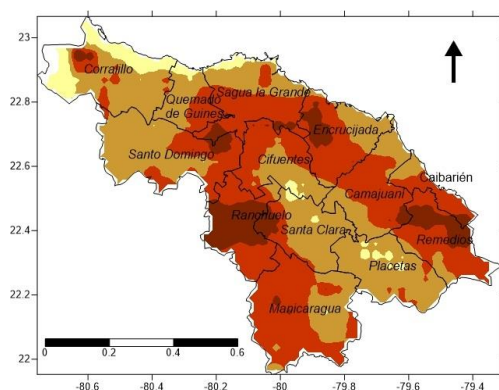 23
22.8
22.6
22.4
22.2
22
Corralillo
Quemado
de Guines
Sagua la Grande
Encrucijada
Santo Domingo
Cifuentes
Caibarién
Camajuani
Ranchuelo
Santa Clara
Remedios
Placetas
Manicaragua
0 0.2 0.4 0.6
-80.6 -80.4 -80.2 -80 -79.8 -79.6 -79.4